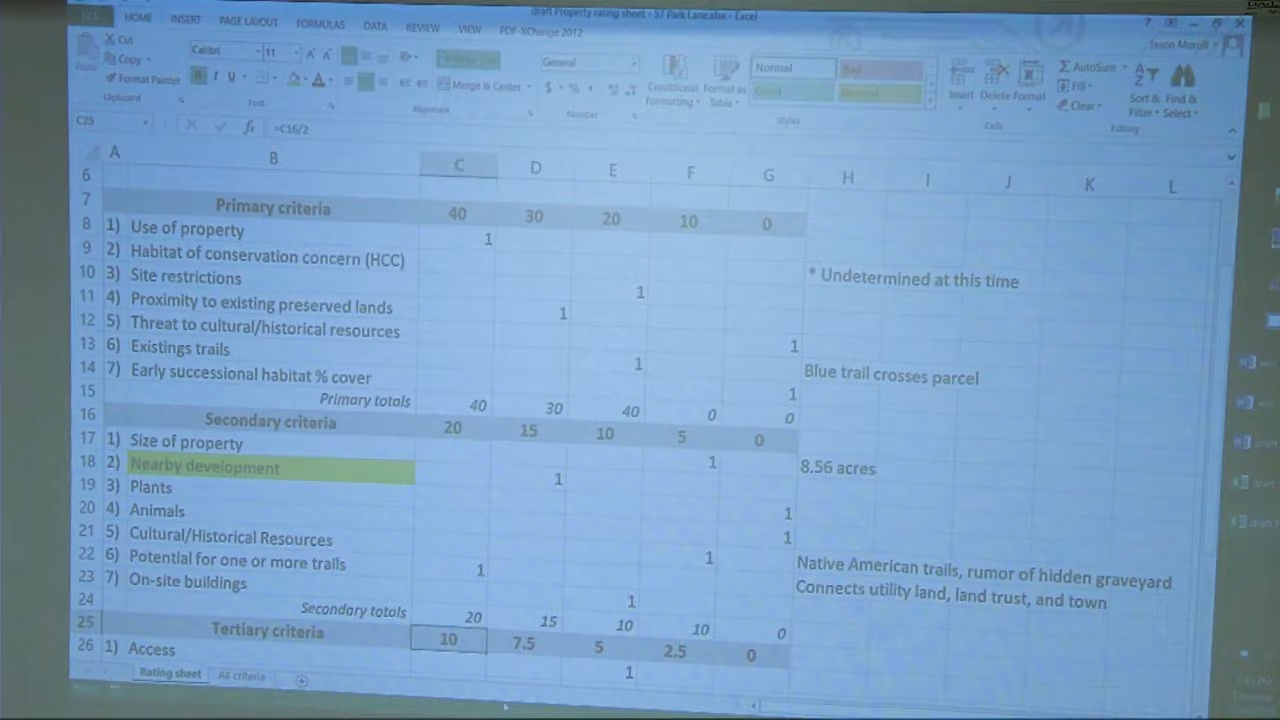 draft Property rating sheet - 57 Park Lane.xlsx - Excel
HOME INSERT PAGE LAYOUT FORMULAS DATA REVIEW VIEW PDF-XChange 2012
Cut
Copy
Format Painter
Clipboard
Calibri 11
B I U
Font
Merge & Center
Alignment
General
$ %
Number
Conditional Formatting
Format as Table
Normal Bad
Good Neutral
Styles
Insert Delete Format
Cells
AutoSum
Fill
Clear
Sort & Filter
Find & Select
Editing
C25 fx =C16/2
A B C D E F G H I J K L
6
7 Primary criteria 40 30 20 10 0
8 1) Use of property 1
9 2) Habitat of conservation concern (HCC) * Undetermined at this time
10 3) Site restrictions 1
11 4) Proximity to existing preserved lands 1
12 5) Threat to cultural/historical resources 1
13 6) Existings trails 1 Blue trail crosses parcel
14 7) Early successional habitat % cover 1
15 Primary totals 40 30 40 0 0
16 Secondary criteria 20 15 10 5 0
17 1) Size of property 1 8.56 acres
18 2) Nearby development 1
19 3) Plants 1
20 4) Animals 1
21 5) Cultural/Historical Resources 1 Native American trails, rumor of hidden graveyard
22 6) Potential for one or more trails 1 Connects utility land, land trust, and town
23 7) On-site buildings 1
24 Secondary totals 20 15 10 10 0
25 Tertiary criteria 10 7.5 5 2.5 0
26 1) Access 1
Rating sheet All criteria